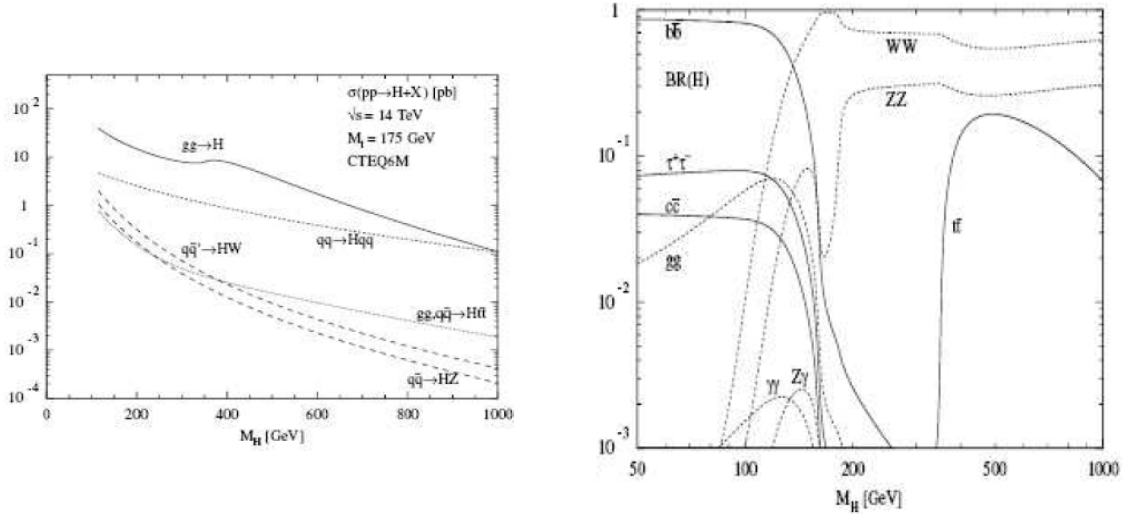 σ(pp→H+X) [pb]
√s = 14 TeV
M_t = 175 GeV
CTEQ6M
gg→H
qq→Hqq
qq̄'→HW
gg,qq̄→Htt̄
qq̄→HZ
10^2
10
1
10^-1
10^-2
10^-3
10^-4
0 200 400 600 800 1000
M_H [GeV]
1
10^-1
10^-2
10^-3
bb̄
BR(H)
WW
ZZ
τ^+τ^-
cc̄
gg
tt̄
γγ
Zγ
50 100 200 500 1000
M_H [GeV]